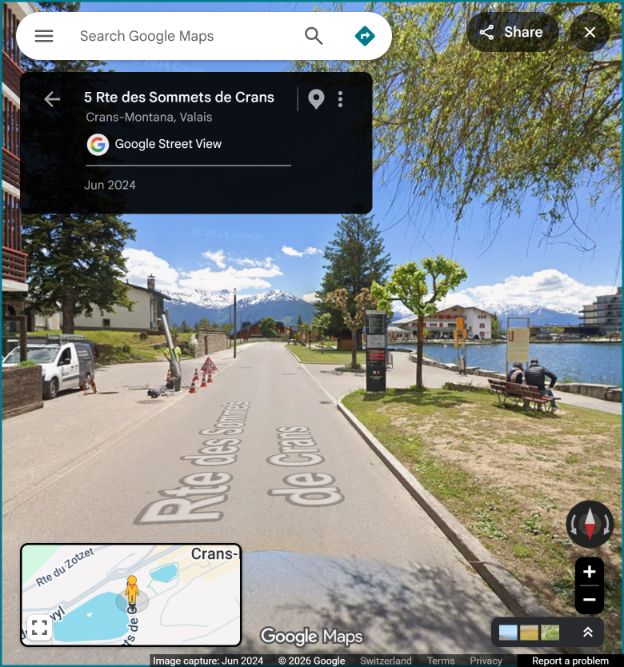 Search Google Maps
Share
5 Rte des Sommets de Crans
Crans-Montana, Valais
Google Street View
Jun 2024
© 2024 Google
Rte des Sommets
de Crans
Crans-
Rte du Zotzet
Google Maps
Image capture: Jun 2024 © 2026 Google Switzerland Terms Privacy Report a problem